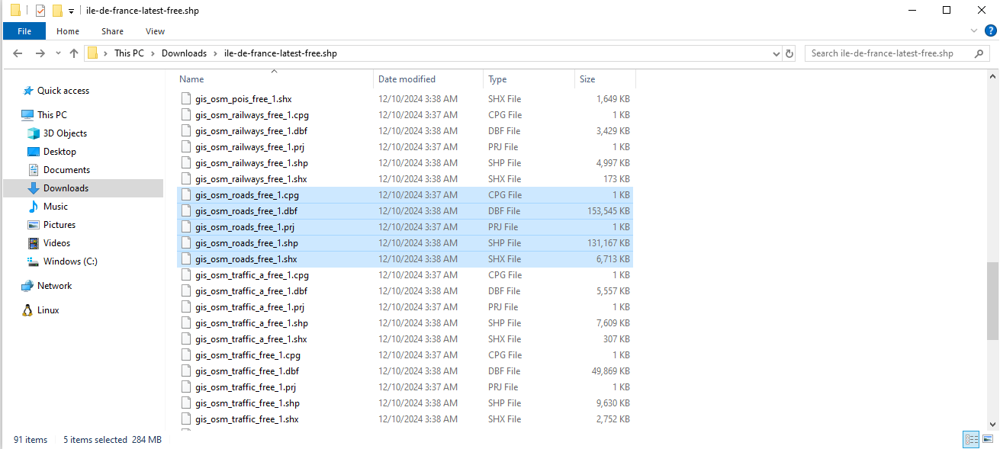 ile-de-france-latest-free.shp
File Home Share View
This PC Downloads ile-de-france-latest-free.shp Search ile-de-france-latest-free.shp
Name Date modified Type Size
Quick access
This PC
3D Objects
Desktop
Documents
Downloads
Music
Pictures
Videos
Windows (C:)
Network
Linux
gis_osm_pois_free_1.shx 12/10/2024 3:38 AM SHX File 1,649 KB
gis_osm_railways_free_1.cpg 12/10/2024 3:37 AM CPG File 1 KB
gis_osm_railways_free_1.dbf 12/10/2024 3:38 AM DBF File 3,429 KB
gis_osm_railways_free_1.prj 12/10/2024 3:37 AM PRJ File 1 KB
gis_osm_railways_free_1.shp 12/10/2024 3:38 AM SHP File 4,997 KB
gis_osm_railways_free_1.shx 12/10/2024 3:38 AM SHX File 173 KB
gis_osm_roads_free_1.cpg 12/10/2024 3:37 AM CPG File 1 KB
gis_osm_roads_free_1.dbf 12/10/2024 3:38 AM DBF File 153,545 KB
gis_osm_roads_free_1.prj 12/10/2024 3:37 AM PRJ File 1 KB
gis_osm_roads_free_1.shp 12/10/2024 3:38 AM SHP File 131,167 KB
gis_osm_roads_free_1.shx 12/10/2024 3:38 AM SHX File 6,713 KB
gis_osm_traffic_a_free_1.cpg 12/10/2024 3:37 AM CPG File 1 KB
gis_osm_traffic_a_free_1.dbf 12/10/2024 3:38 AM DBF File 5,557 KB
gis_osm_traffic_a_free_1.prj 12/10/2024 3:37 AM PRJ File 1 KB
gis_osm_traffic_a_free_1.shp 12/10/2024 3:38 AM SHP File 7,609 KB
gis_osm_traffic_a_free_1.shx 12/10/2024 3:38 AM SHX File 307 KB
gis_osm_traffic_free_1.cpg 12/10/2024 3:37 AM CPG File 1 KB
gis_osm_traffic_free_1.dbf 12/10/2024 3:38 AM DBF File 49,869 KB
gis_osm_traffic_free_1.prj 12/10/2024 3:37 AM PRJ File 1 KB
gis_osm_traffic_free_1.shp 12/10/2024 3:38 AM SHP File 9,630 KB
gis_osm_traffic_free_1.shx 12/10/2024 3:38 AM SHX File 2,752 KB
91 items 5 items selected 284 MB